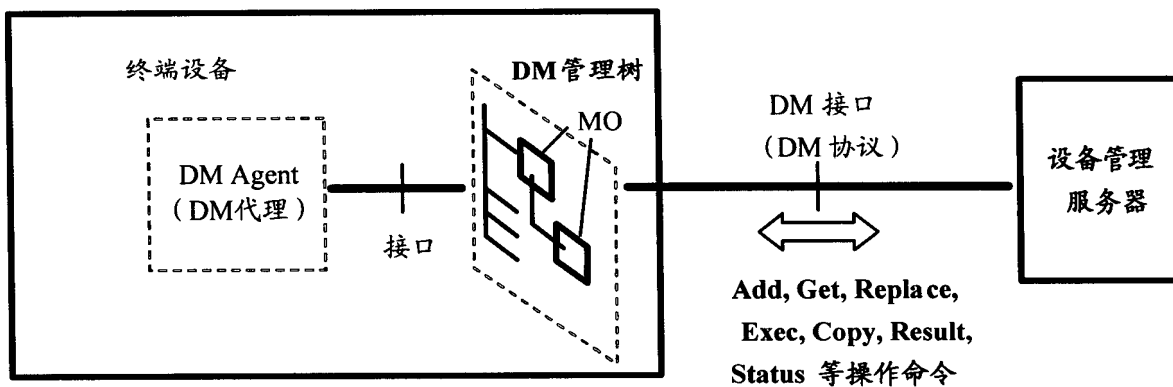 终端设备
DM Agent
（DM代理）
接口
DM管理树
MO
DM 接口
（DM 协议）
Add, Get, Replace,
Exec, Copy, Result,
Status 等操作命令
设备管理
服务器